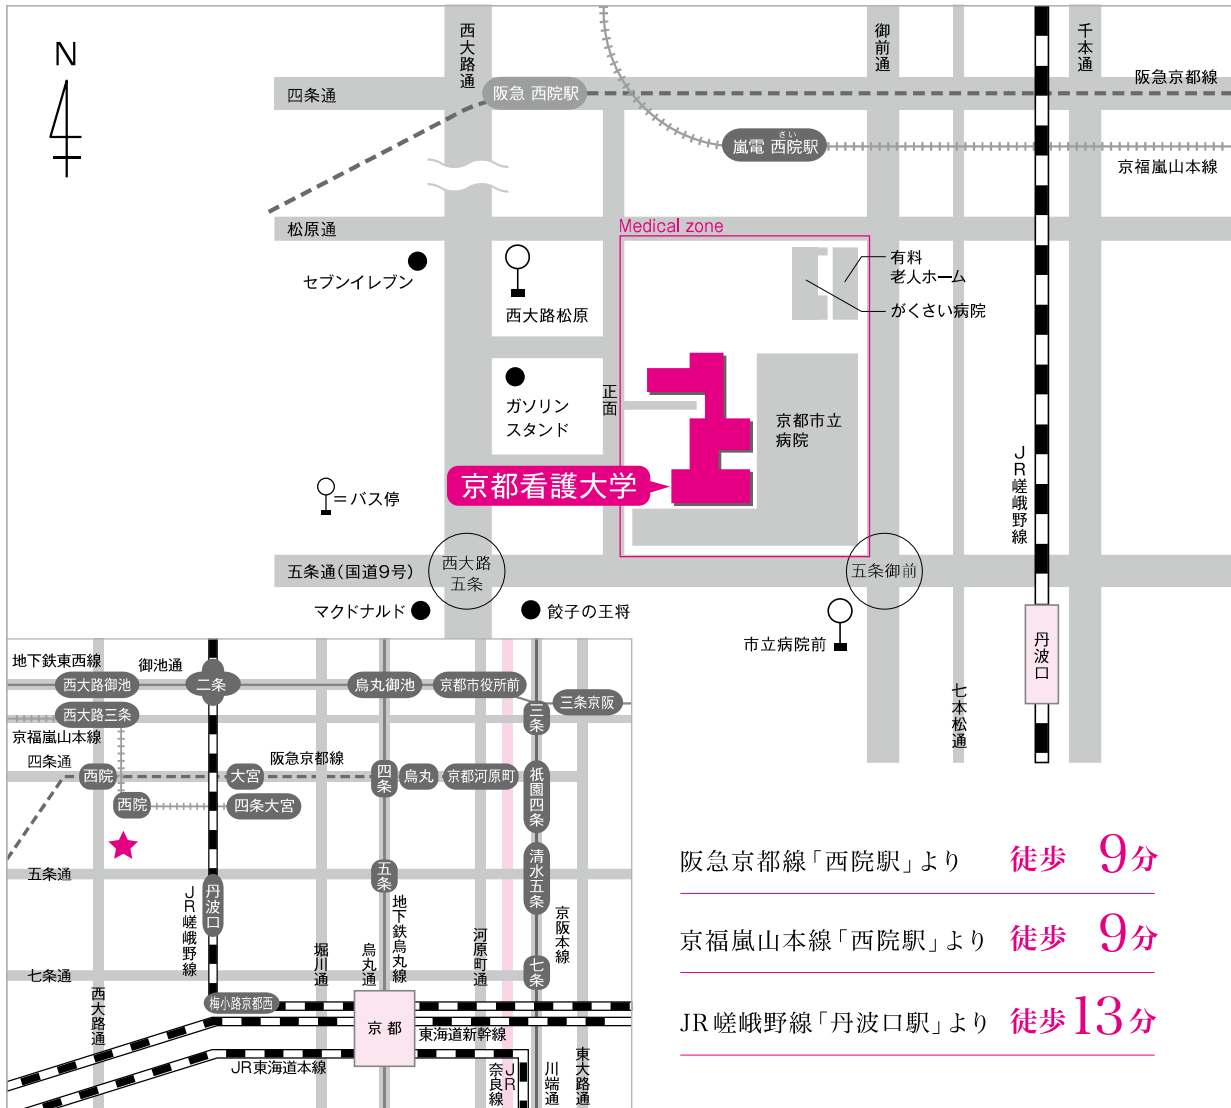 N
西大路通
御前通
千本通
四条通
阪急 西院駅
阪急京都線
さい
嵐電 西院駅
京福嵐山本線
松原通
Medical zone
セブンイレブン
西大路松原
有料
老人ホーム
がくさい病院
ガソリン
スタンド
正面
京都市立
病院
京都看護大学
=バス停
JR嵯峨野線
五条通(国道9号)
西大路
五条
五条御前
マクドナルド
餃子の王将
市立病院前
丹波口
七本松通
地下鉄東西線
御池通
西大路御池
二条
烏丸御池
京都市役所前
三条京阪
西大路三条
三条
京福嵐山本線
四条通
阪急京都線
西院
大宮
四条
烏丸
京都河原町
祇園四条
西院
四条大宮
五条通
丹波口
五条
清水五条
JR嵯峨野線
堀川通
烏丸通
地下鉄烏丸線
河原町通
京阪本線
七条通
七条
西大路通
梅小路京都西
京都
東海道新幹線
JR東海道本線
JR
奈良線
川端通
東大路通
阪急京都線「西院駅」より 徒歩 9分
京福嵐山本線「西院駅」より 徒歩 9分
JR嵯峨野線「丹波口駅」より 徒歩13分